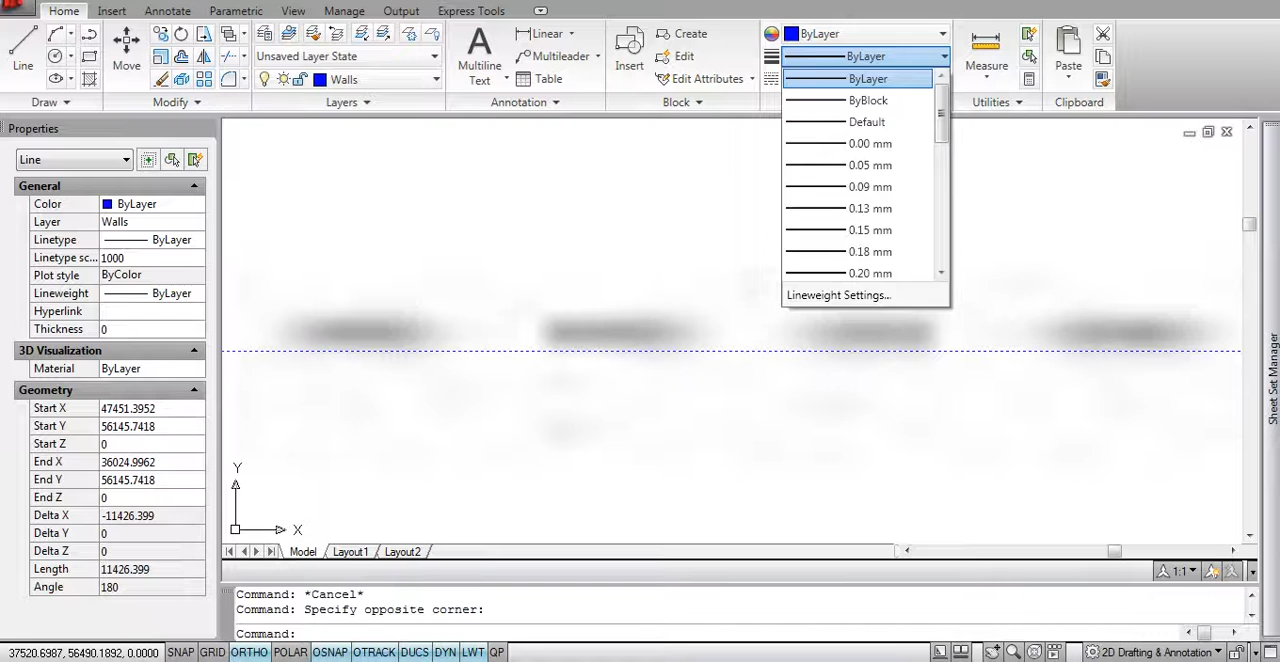 Home Insert Annotate Parametric View Manage Output Express Tools
ByLayer
Line
Move
Unsaved Layer State
Walls
Multiline
Text
Linear
Multileader
Table
Insert
Create
Edit
Edit Attributes
ByLayer
ByLayer
ByBlock
Default
0.00 mm
0.05 mm
0.09 mm
0.13 mm
0.15 mm
0.18 mm
0.20 mm
Lineweight Settings...
Measure
Paste
Draw Modify Layers Annotation Block Utilities Clipboard
Properties
Line
General
Color ByLayer
Layer Walls
Linetype ByLayer
Linetype sc... 1000
Plot style ByColor
Lineweight ByLayer
Hyperlink
Thickness 0
3D Visualization
Material ByLayer
Geometry
Start X 47451.3952
Start Y 56145.7418
Start Z 0
End X 36024.9962
End Y 56145.7418
End Z 0
Delta X -11426.399
Delta Y 0
Delta Z 0
Length 11426.399
Angle 180
Y
X
Model Layout1 Layout2
Sheet Set Manager
1:1
Command: *Cancel*
Command: Specify opposite corner:
Command:
37520.6987, 56490.1892, 0.0000 SNAP GRID ORTHO POLAR OSNAP OTRACK DUCS DYN LWT QP 2D Drafting & Annotation